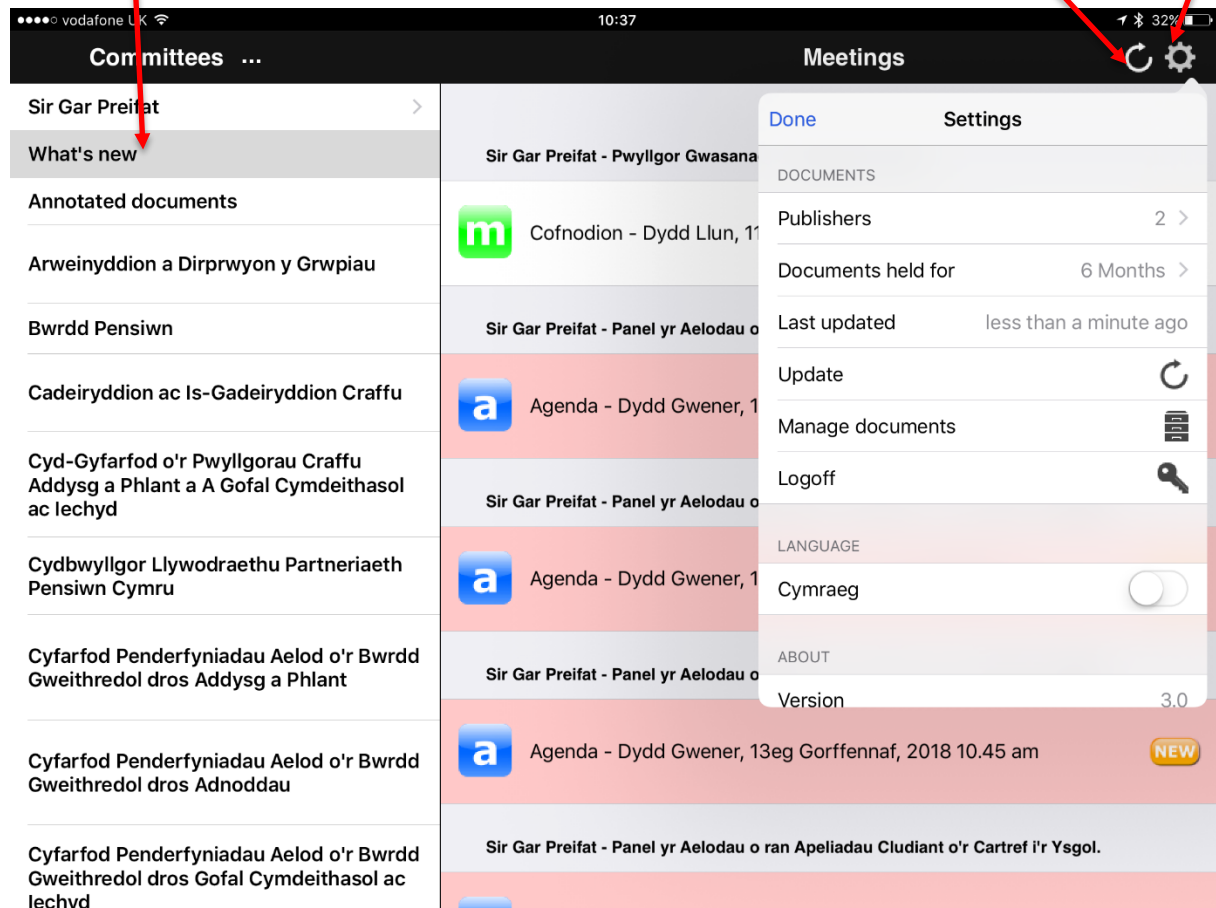 vodafone UK
10:37
32%
Committees ...
Meetings
Sir Gar Preifat
What's new
Annotated documents
Arweinyddion a Dirprwyon y Grwpiau
Bwrdd Pensiwn
Cadeiryddion ac Is-Gadeiryddion Craffu
Cyd-Gyfarfod o'r Pwyllgorau Craffu
Addysg a Phlant a A Gofal Cymdeithasol
ac Iechyd
Cydbwyllgor Llywodraethu Partneriaeth
Pensiwn Cymru
Cyfarfod Penderfyniadau Aelod o'r Bwrdd
Gweithredol dros Addysg a Phlant
Cyfarfod Penderfyniadau Aelod o'r Bwrdd
Gweithredol dros Adnoddau
Cyfarfod Penderfyniadau Aelod o'r Bwrdd
Gweithredol dros Gofal Cymdeithasol ac
Iechyd
Sir Gar Preifat - Pwyllgor Gwasana
m
Cofnodion - Dydd Llun, 11
Sir Gar Preifat - Panel yr Aelodau o
a
Agenda - Dydd Gwener, 1
Sir Gar Preifat - Panel yr Aelodau o
a
Agenda - Dydd Gwener, 1
Sir Gar Preifat - Panel yr Aelodau o
a
Agenda - Dydd Gwener, 13eg Gorffennaf, 2018 10.45 am
NEW
Sir Gar Preifat - Panel yr Aelodau o ran Apeliadau Cludiant o'r Cartref i'r Ysgol.
Done
Settings
DOCUMENTS
Publishers 2
Documents held for 6 Months
Last updated less than a minute ago
Update
Manage documents
Logoff
LANGUAGE
Cymraeg
ABOUT
Version 3.0